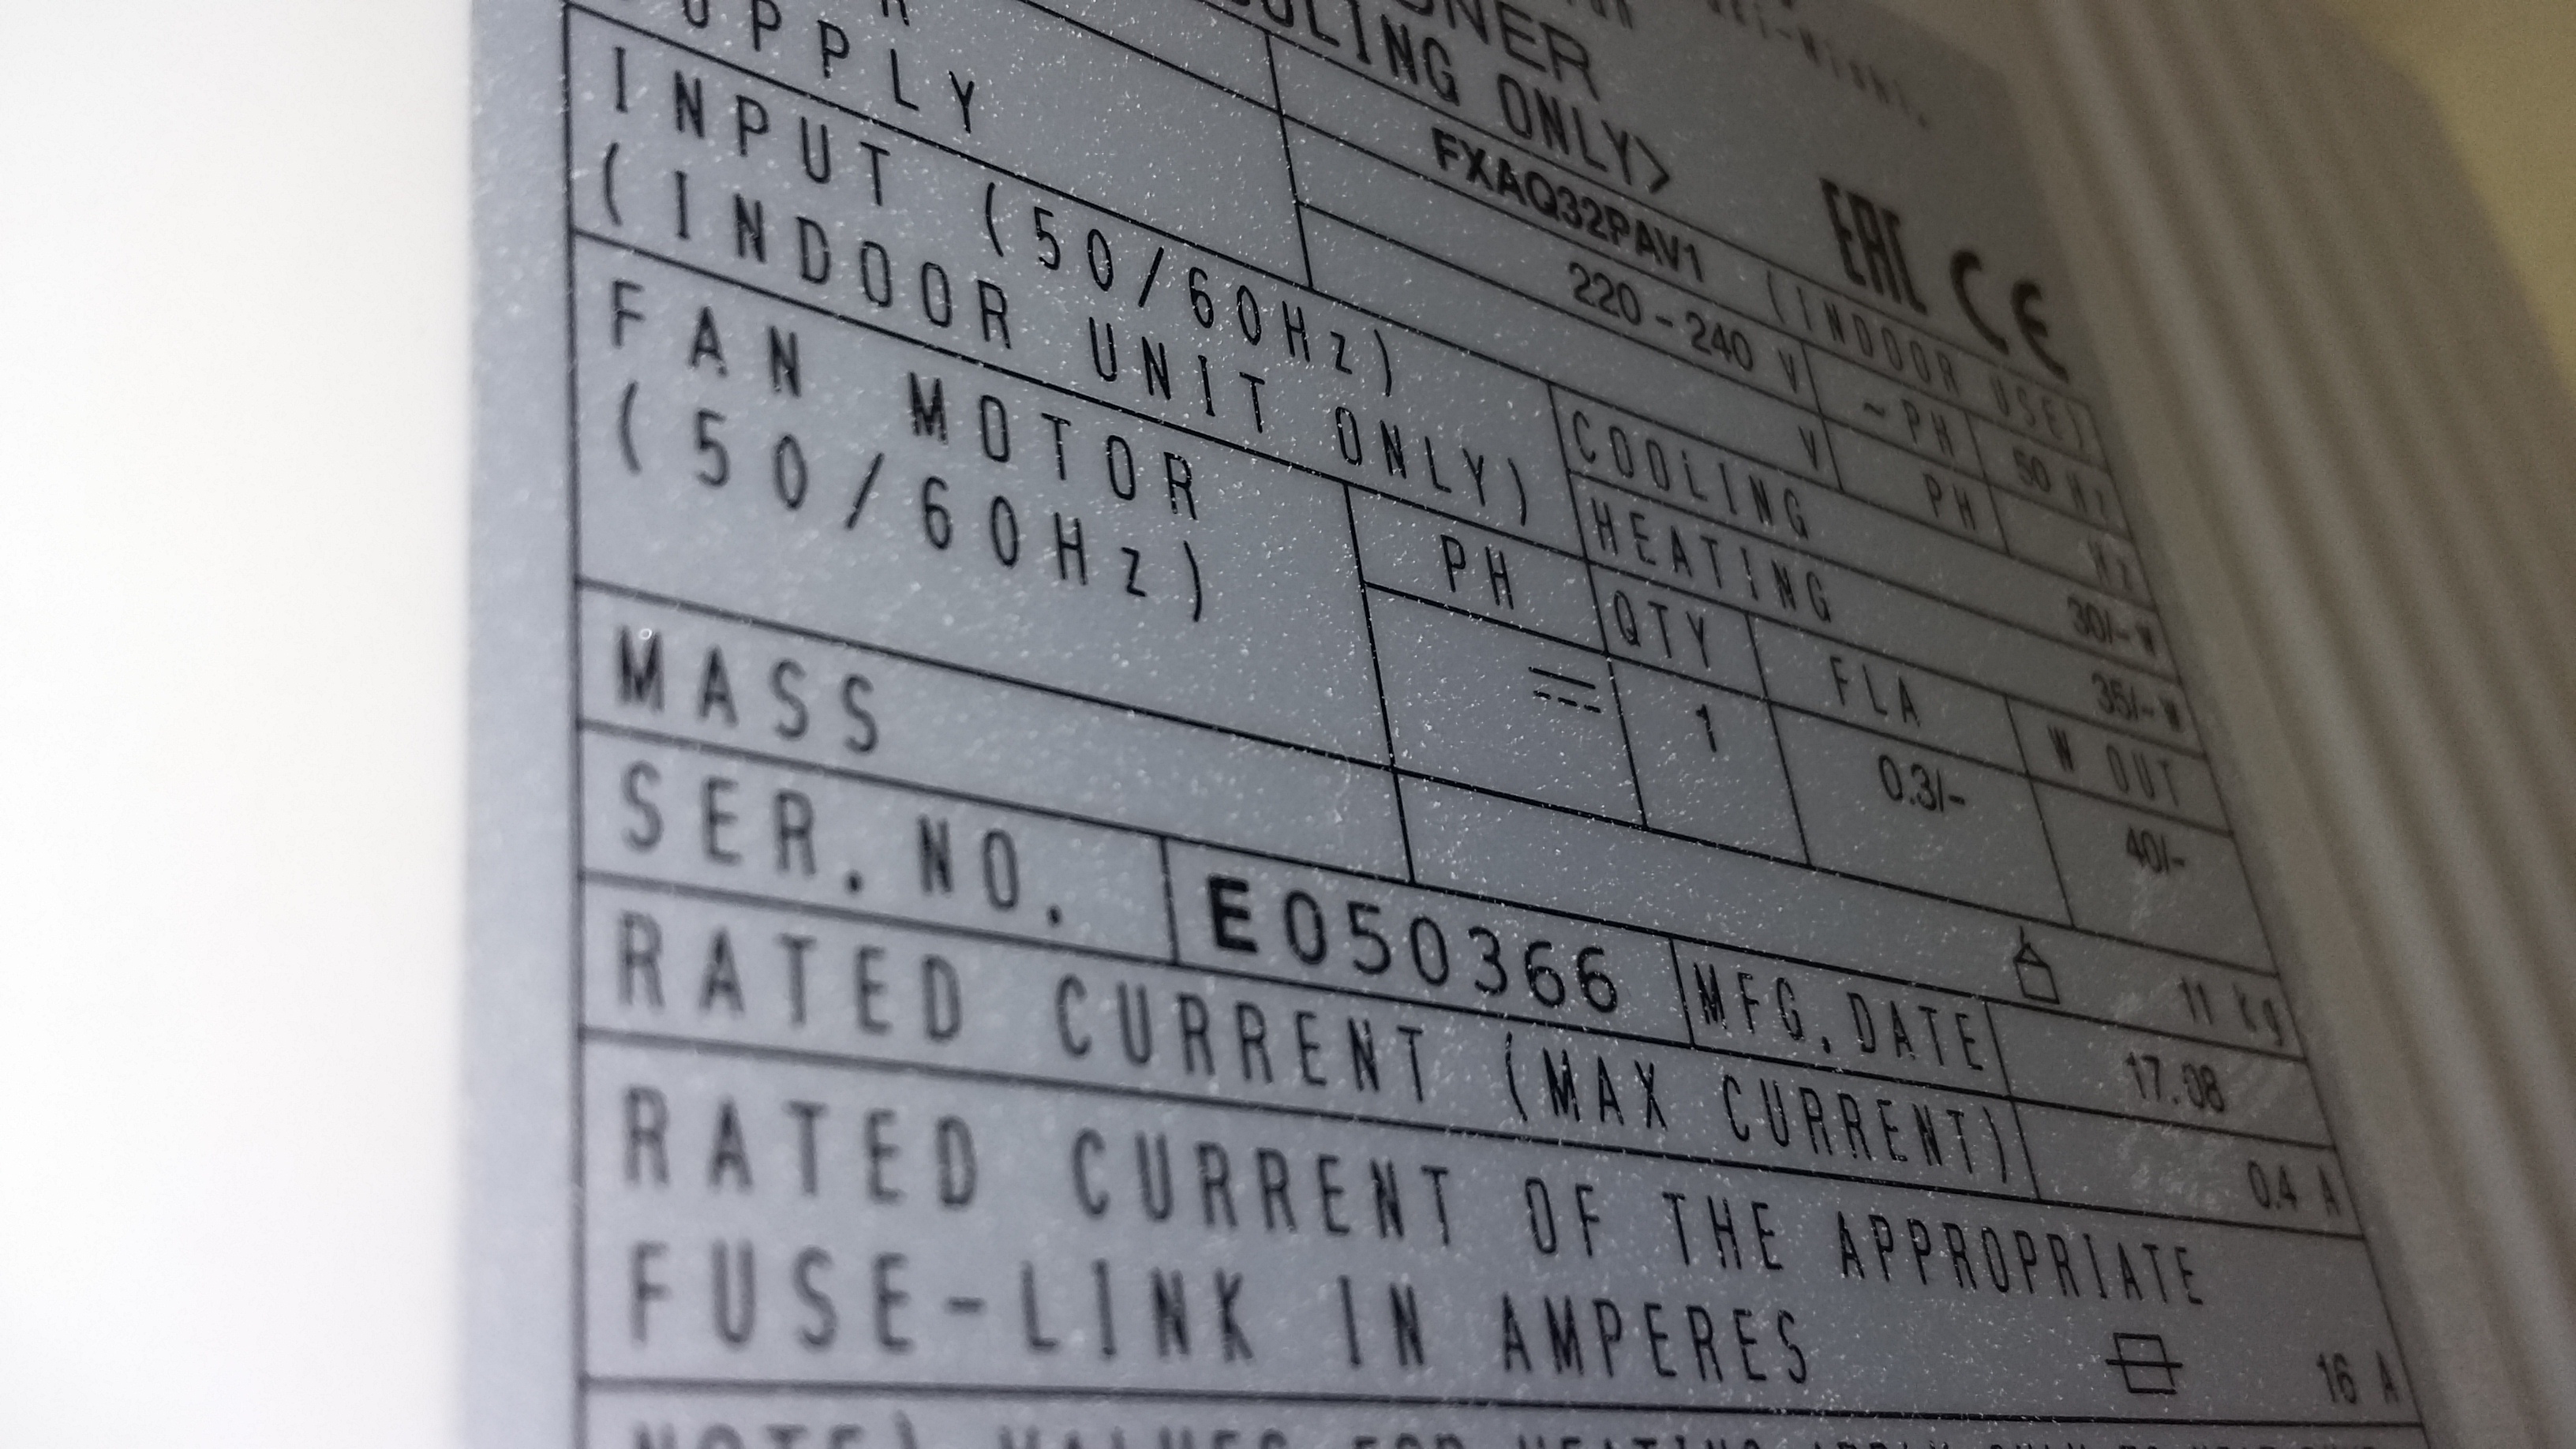 OOLING ONLY>
FXAQ32PAV1 (INDOOR USE)
EAC CE
SUPPLY
220-240 V ~PH 50 Hz
V PH Hz
INPUT (50/60Hz)
(INDOOR UNIT ONLY)
COOLING 30/- W
HEATING 35/- W
FAN MOTOR
(50/60Hz)
PH QTY FLA W OUT
1 0.3/- 40/-
MASS 11 Kg
SER.NO. E050366 MFG.DATE 17.08
RATED CURRENT (MAX CURRENT) 0.4 A
RATED CURRENT OF THE APPROPRIATE
FUSE-LINK IN AMPERES 16 A